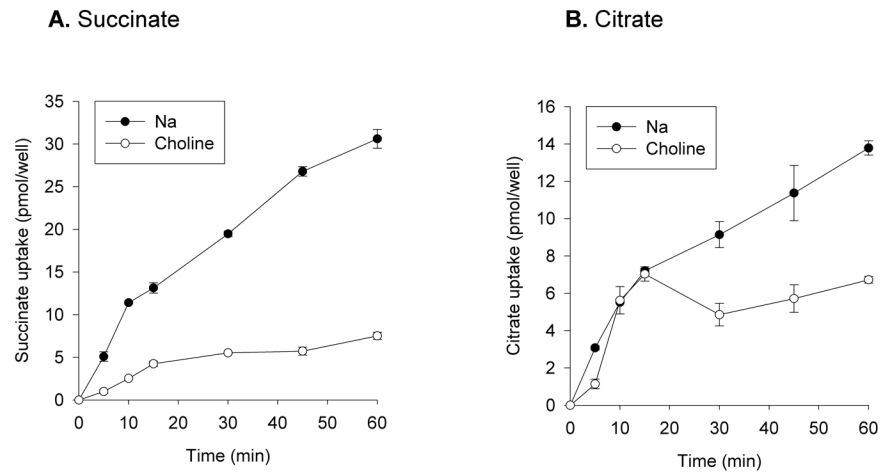 A. Succinate
Succinate uptake (pmol/well)
35
30
25
20
15
10
5
0
Na
Choline
0 10 20 30 40 50 60
Time (min)
B. Citrate
Citrate uptake (pmol/well)
16
14
12
10
8
6
4
2
0
Na
Choline
0 10 20 30 40 50 60
Time (min)